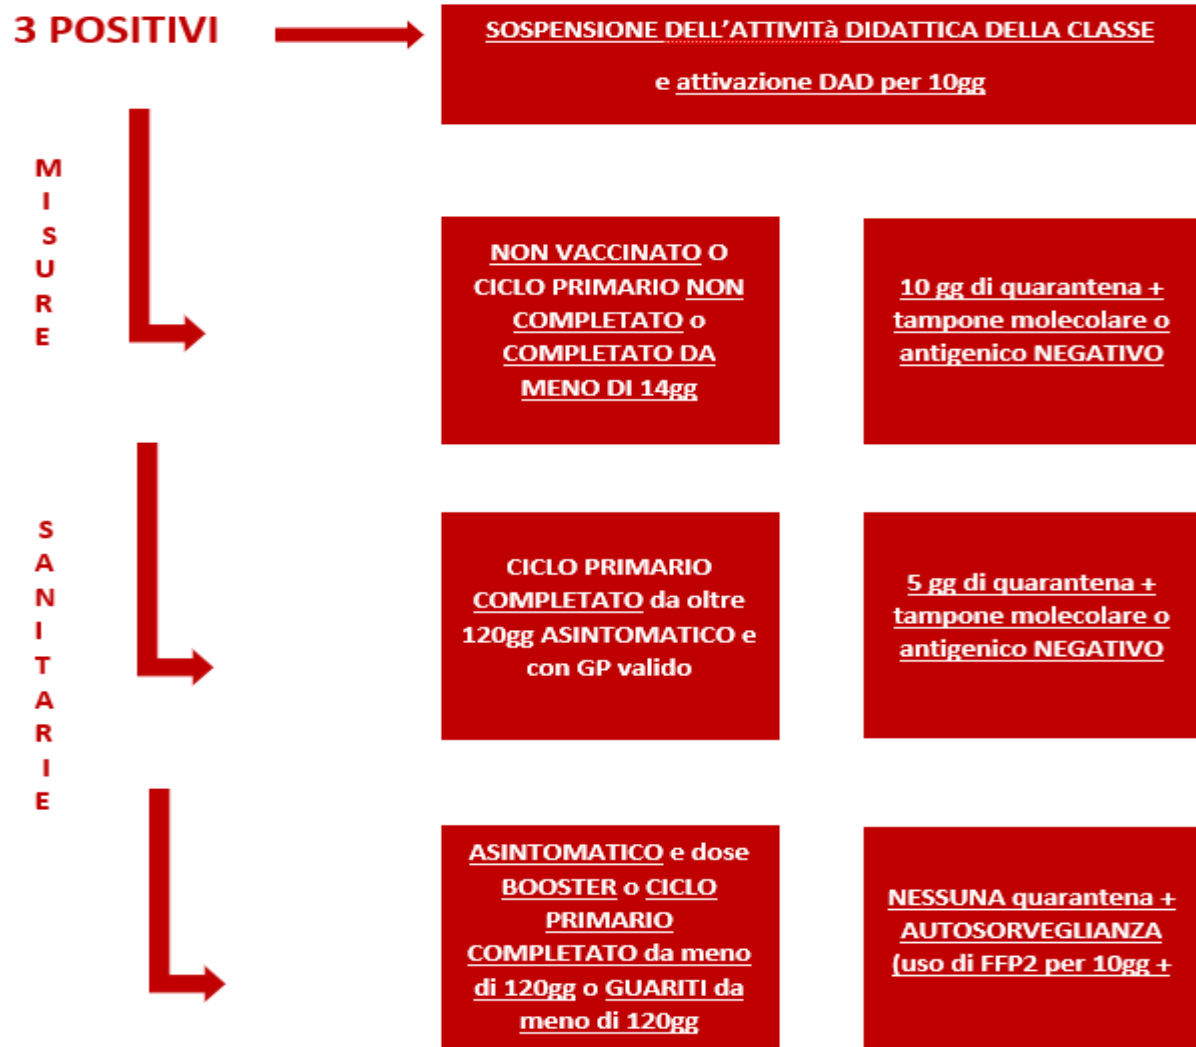 3 POSITIVI
SOSPENSIONE DELL'ATTIVITà DIDATTICA DELLA CLASSE
e attivazione DAD per 10gg
MISURE
NON VACCINATO O
CICLO PRIMARIO NON
COMPLETATO o
COMPLETATO DA
MENO DI 14gg
10 gg di quarantena +
tampone molecolare o
antigenico NEGATIVO
SANITARIE
CICLO PRIMARIO
COMPLETATO da oltre
120gg ASINTOMATICO e
con GP valido
5 gg di quarantena +
tampone molecolare o
antigenico NEGATIVO
ASINTOMATICO e dose
BOOSTER o CICLO
PRIMARIO
COMPLETATO da meno
di 120gg o GUARITI da
meno di 120gg
NESSUNA quarantena +
AUTOSORVEGLIANZA
(uso di FFP2 per 10gg +